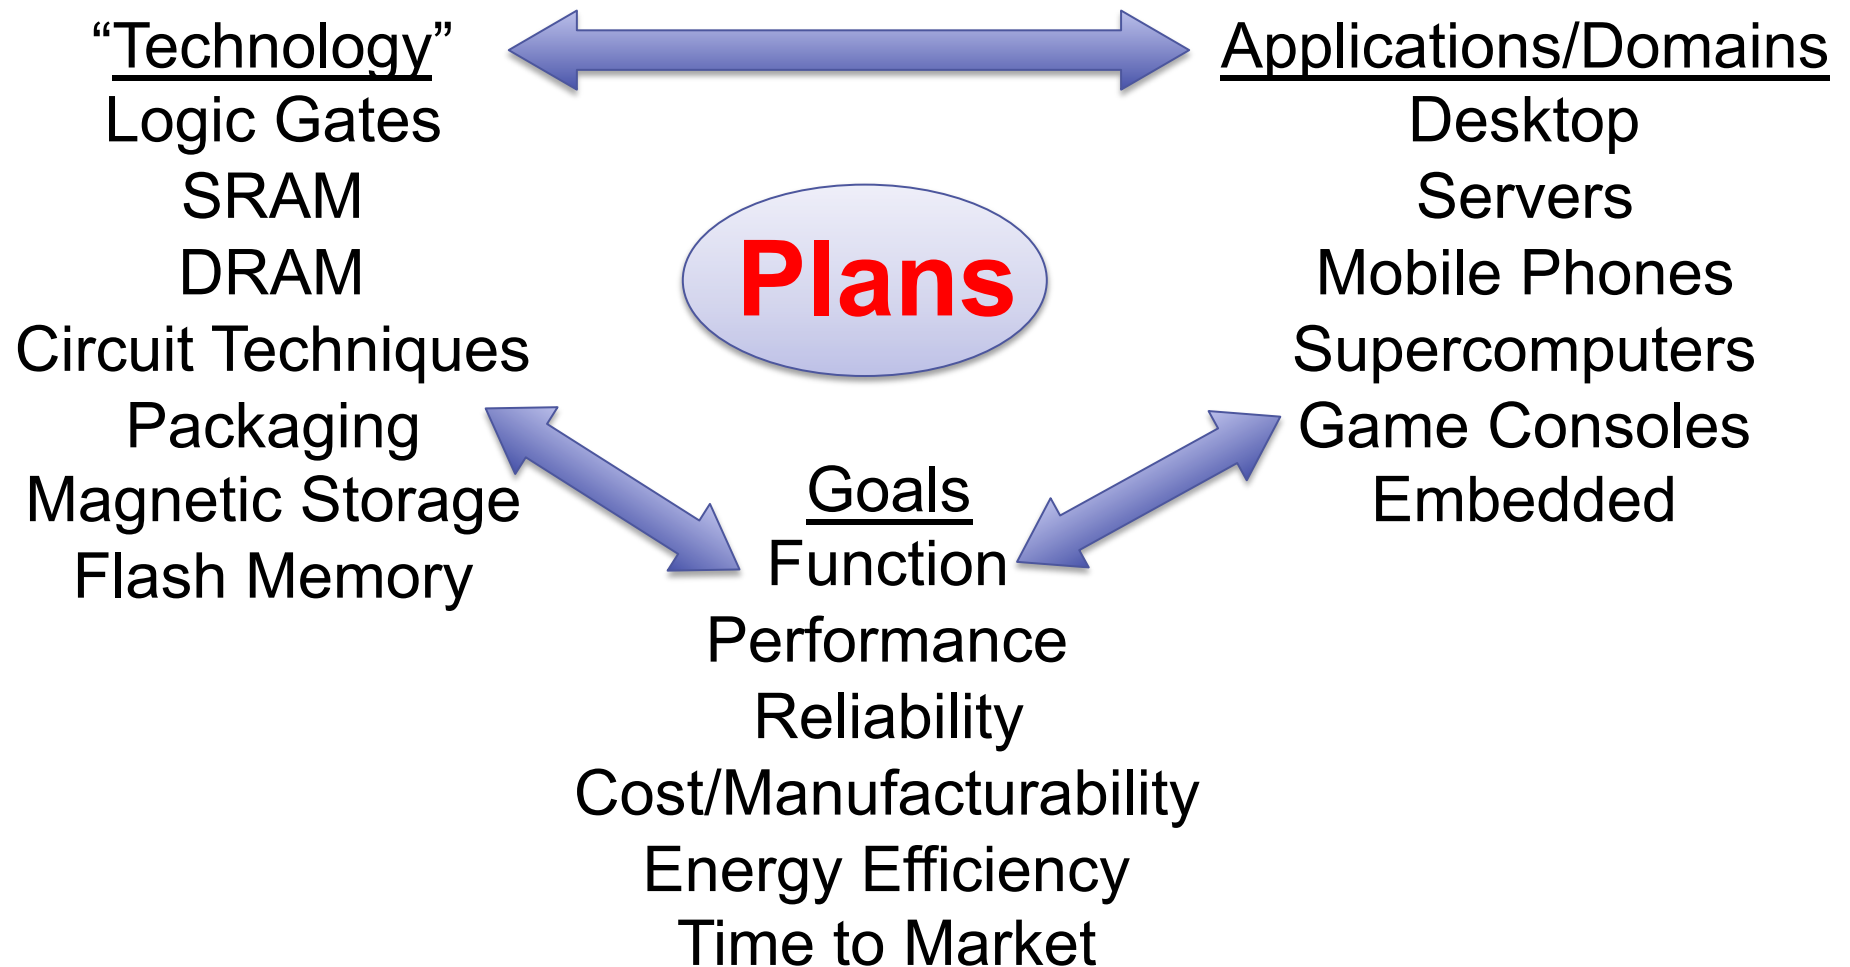 “Technology”
Logic Gates
SRAM
DRAM
Circuit Techniques
Packaging
Magnetic Storage
Flash Memory
Plans
Applications/Domains
Desktop
Servers
Mobile Phones
Supercomputers
Game Consoles
Embedded
Goals
Function
Performance
Reliability
Cost/Manufacturability
Energy Efficiency
Time to Market